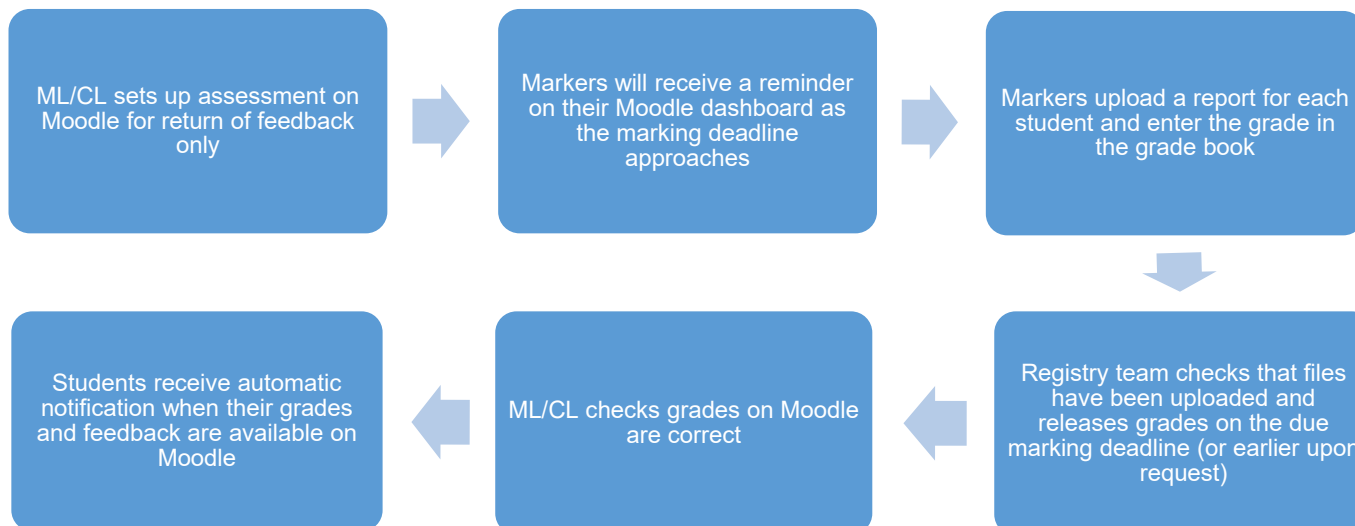 ML/CL sets up assessment on
Moodle for return of feedback
only
Markers will receive a reminder
on their Moodle dashboard as
the marking deadline
approaches
Markers upload a report for each
student and enter the grade in
the grade book
Registry team checks that files
have been uploaded and
releases grades on the due
marking deadline (or earlier upon
request)
ML/CL checks grades on Moodle
are correct
Students receive automatic
notification when their grades
and feedback are available on
Moodle